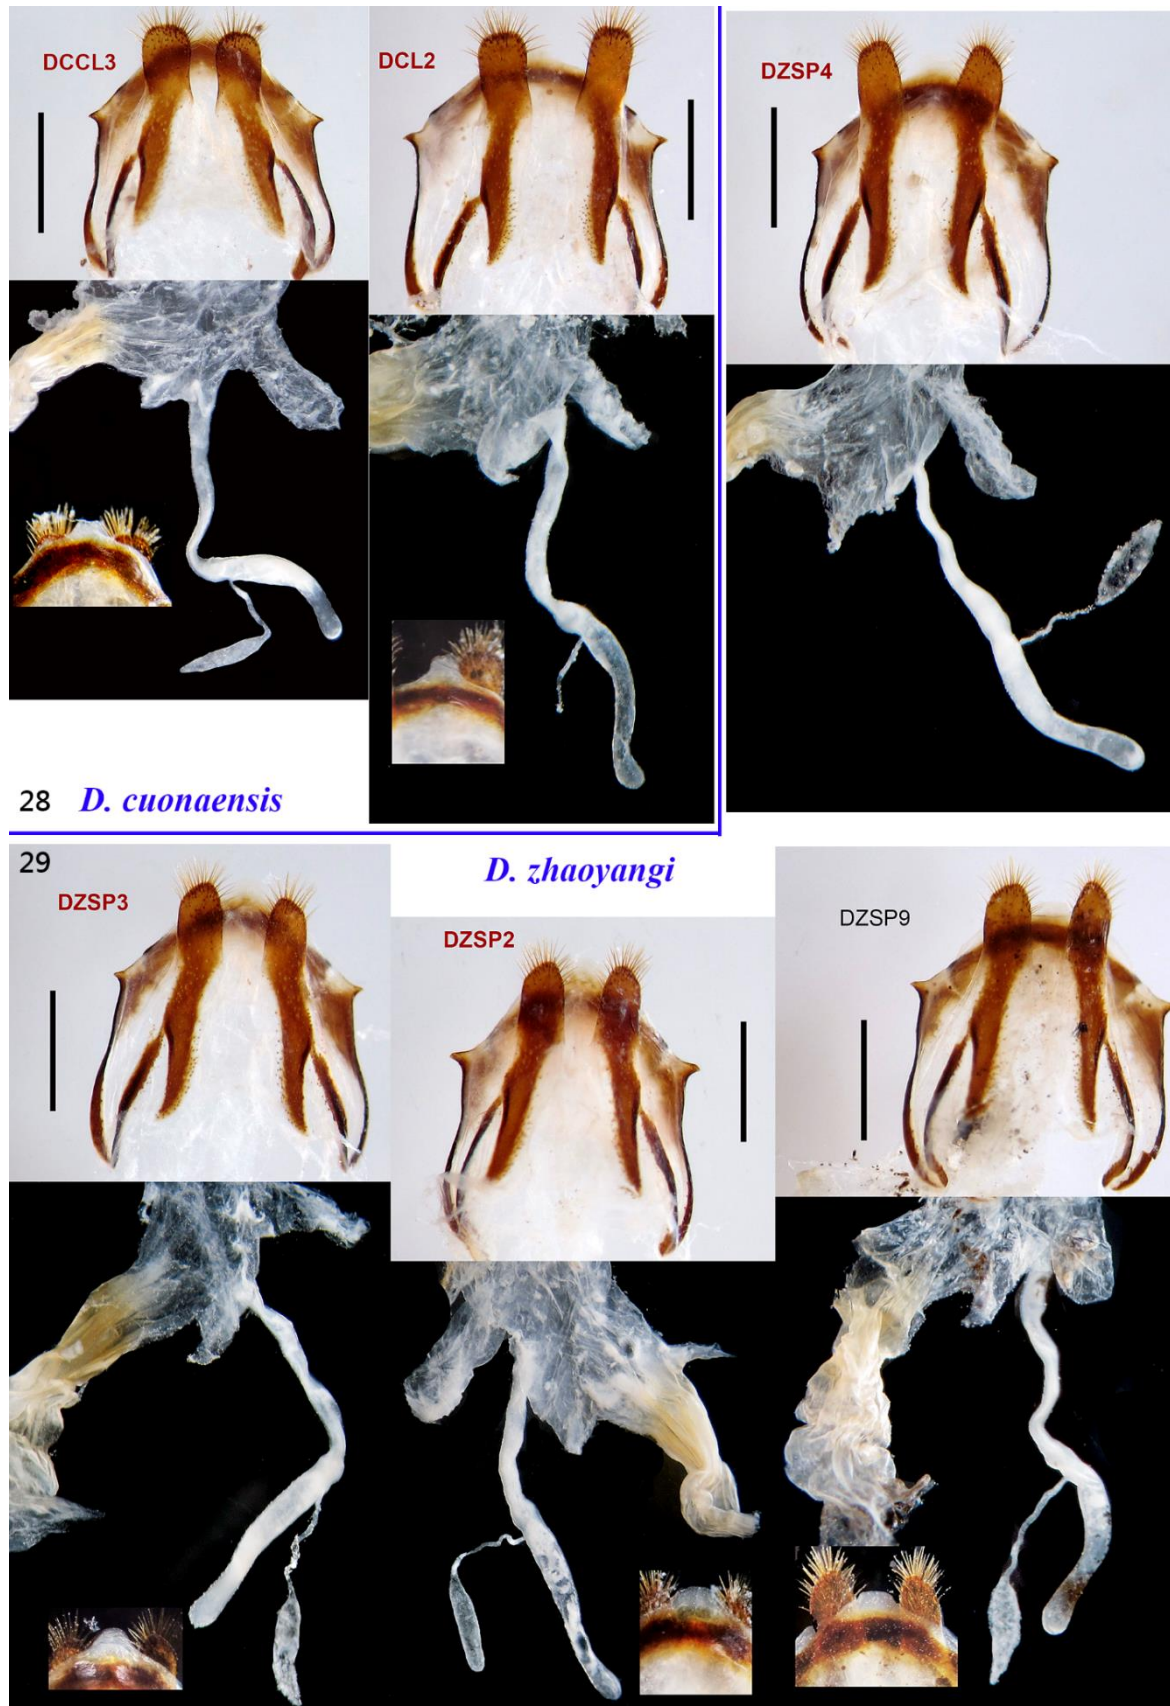 DCCL3
DCL2
DZSP4
28 D. cuonaensis
29
D. zhaoyangi
DZSP3
DZSP2
DZSP9